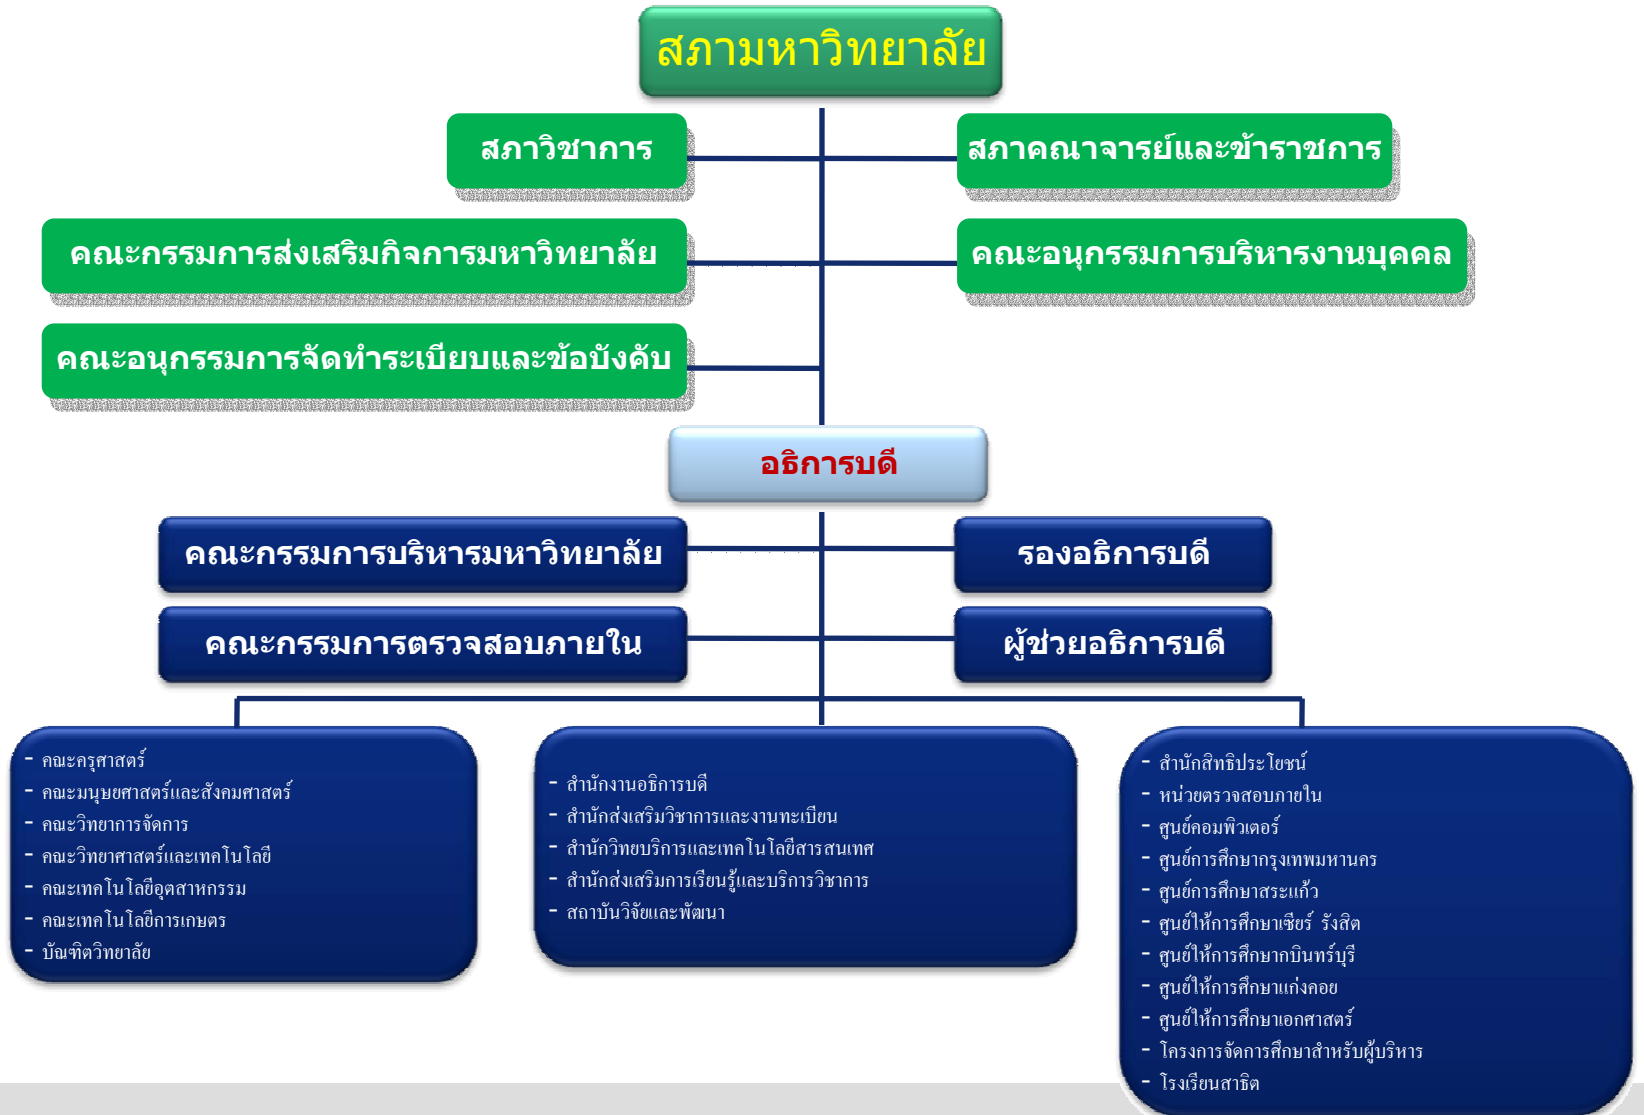 สภามหาวิทยาลัย
สภาวิชาการ
สภาคณาจารย์และข้าราชการ
คณะกรรมการส่งเสริมกิจการมหาวิทยาลัย
คณะอนุกรรมการบริหารงานบุคคล
คณะอนุกรรมการจัดทำระเบียบและข้อบังคับ
อธิการบดี
คณะกรรมการบริหารมหาวิทยาลัย
รองอธิการบดี
คณะกรรมการตรวจสอบภายใน
ผู้ช่วยอธิการบดี
- คณะครุศาสตร์
- คณะมนุษยศาสตร์และสังคมศาสตร์
- คณะวิทยาการจัดการ
- คณะวิทยาศาสตร์และเทคโนโลยี
- คณะเทคโนโลยีอุตสาหกรรม
- คณะเทคโนโลยีการเกษตร
- บัณฑิตวิทยาลัย
- สำนักงานอธิการบดี
- สำนักส่งเสริมวิชาการและงานทะเบียน
- สำนักวิทยบริการและเทคโนโลยีสารสนเทศ
- สำนักส่งเสริมการเรียนรู้และบริการวิชาการ
- สถาบันวิจัยและพัฒนา
- สำนักสิทธิประโยชน์
- หน่วยตรวจสอบภายใน
- ศูนย์คอมพิวเตอร์
- ศูนย์การศึกษากรุงเทพมหานคร
- ศูนย์การศึกษาสระแก้ว
- ศูนย์ให้การศึกษาเซียร์ รังสิต
- ศูนย์ให้การศึกษากบินทร์บุรี
- ศูนย์ให้การศึกษาแก่งคอย
- ศูนย์ให้การศึกษาเอกศาสตร์
- โครงการจัดการศึกษาสำหรับผู้บริหาร
- โรงเรียนสาธิต